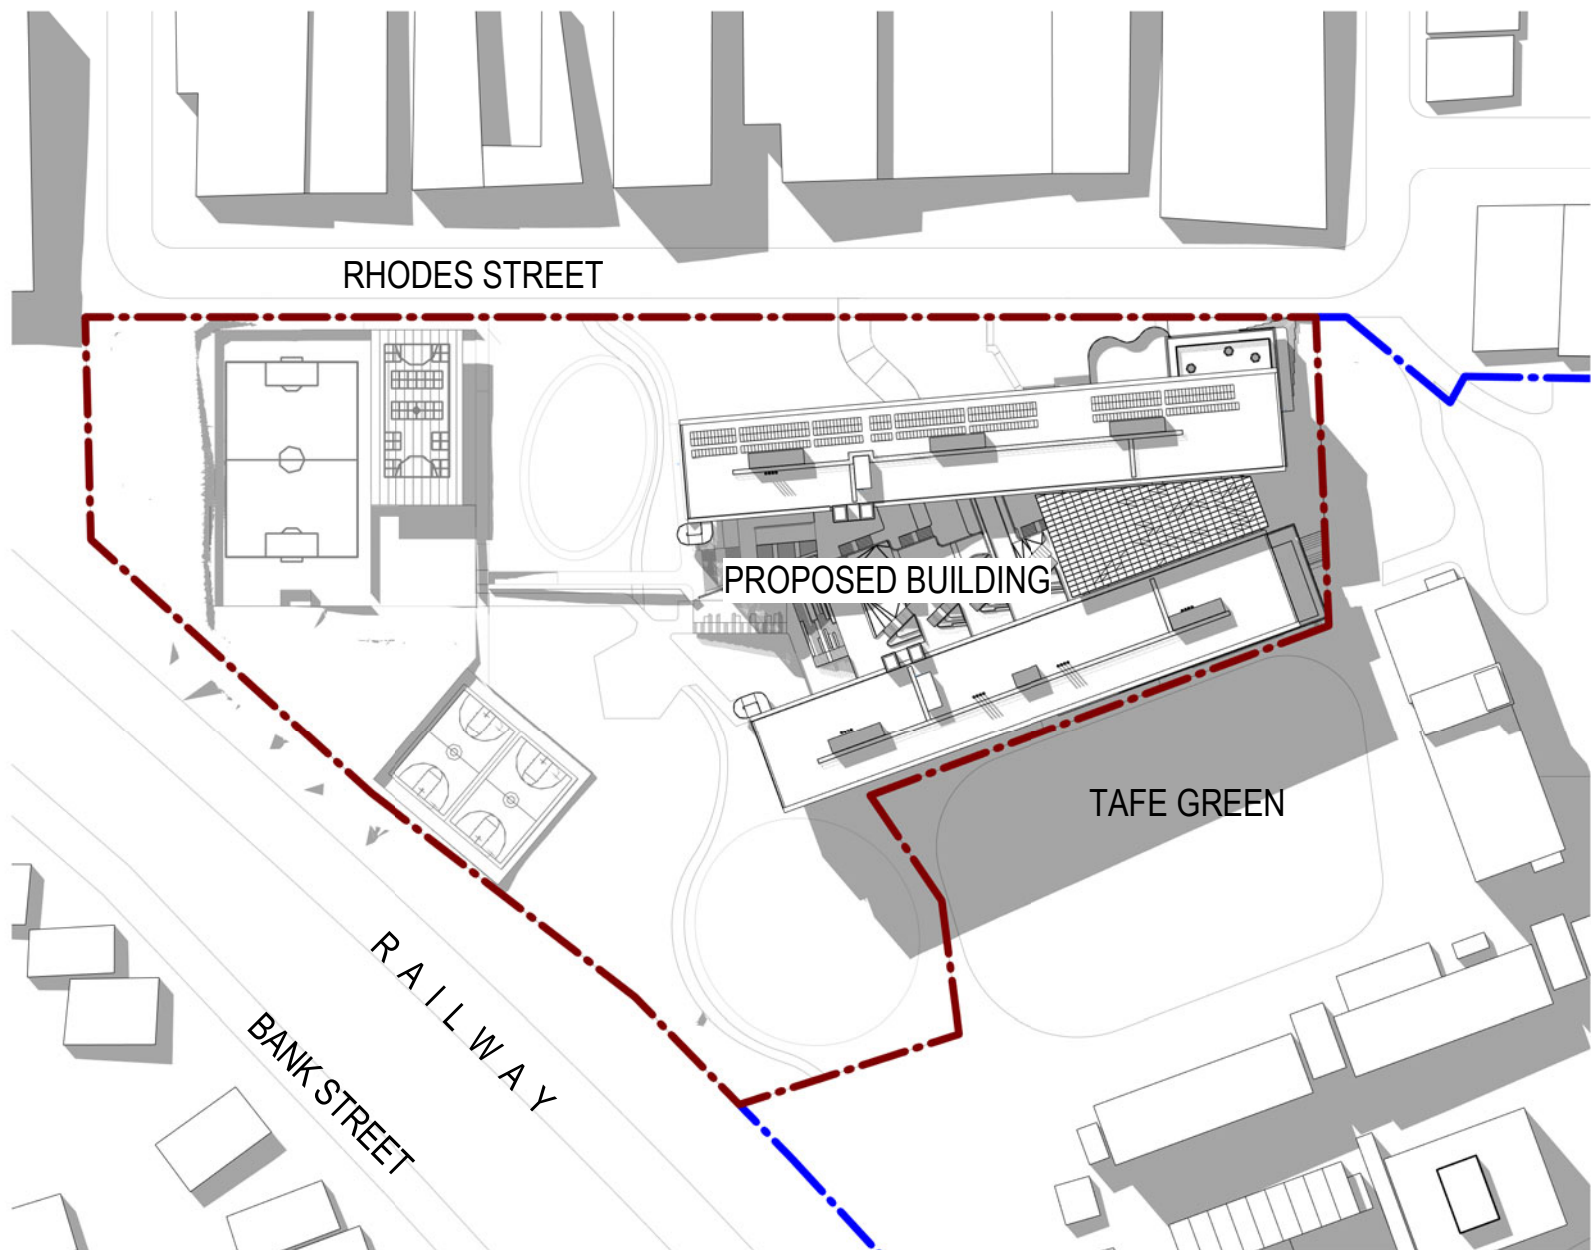 RHODES STREET
PROPOSED BUILDING
TAFE GREEN
RAILWAY
BANK STREET